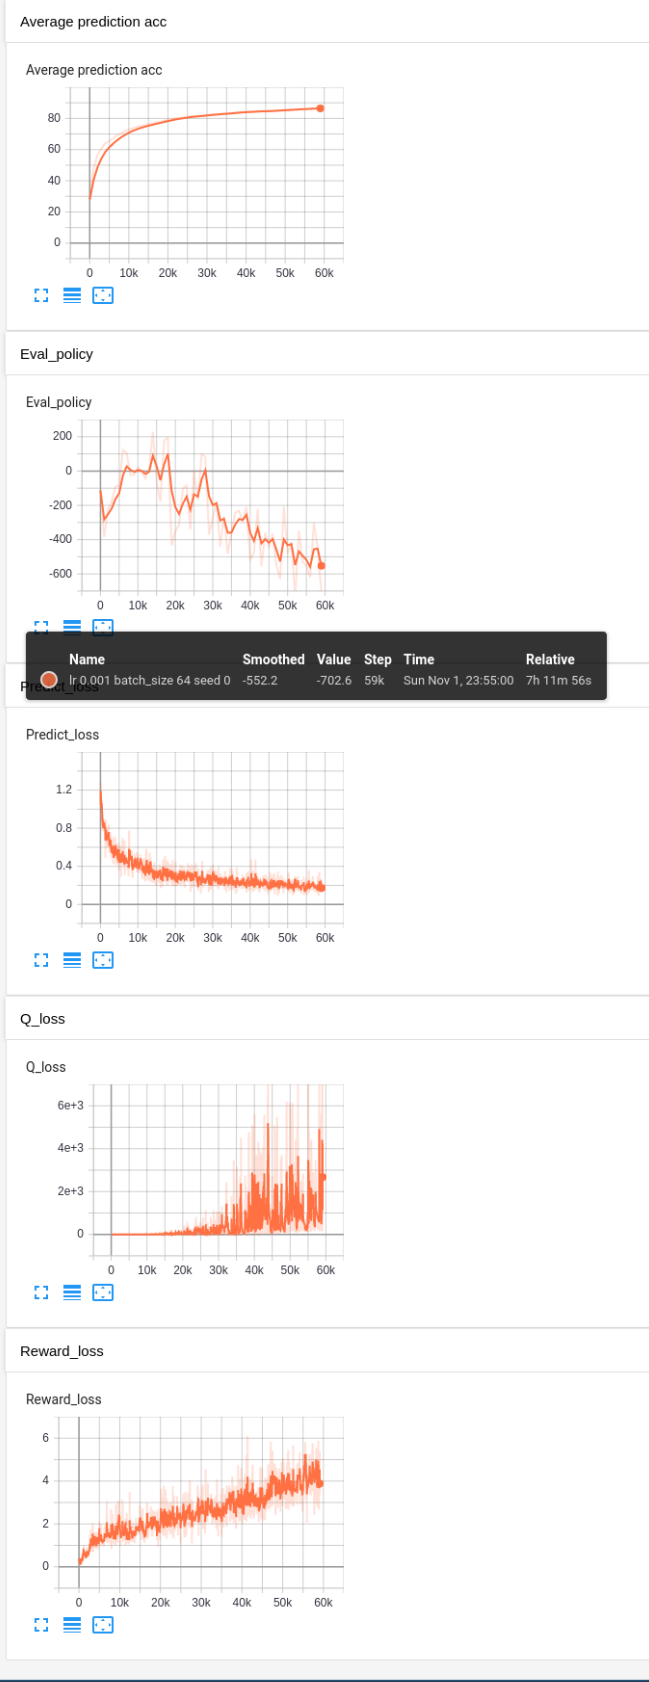 Average prediction acc
Average prediction acc
80
60
40
20
0
0 10k 20k 30k 40k 50k 60k
Eval_policy
Eval_policy
200
0
-200
-400
-600
0 10k 20k 30k 40k 50k 60k
Name Smoothed Value Step Time Relative
lr 0.001 batch_size 64 seed 0 -552.2 -702.6 59k Sun Nov 1, 23:55:00 7h 11m 56s
Predict_loss
Predict_loss
1.2
0.8
0.4
0
0 10k 20k 30k 40k 50k 60k
Q_loss
Q_loss
6e+3
4e+3
2e+3
0
0 10k 20k 30k 40k 50k 60k
Reward_loss
Reward_loss
6
4
2
0
0 10k 20k 30k 40k 50k 60k